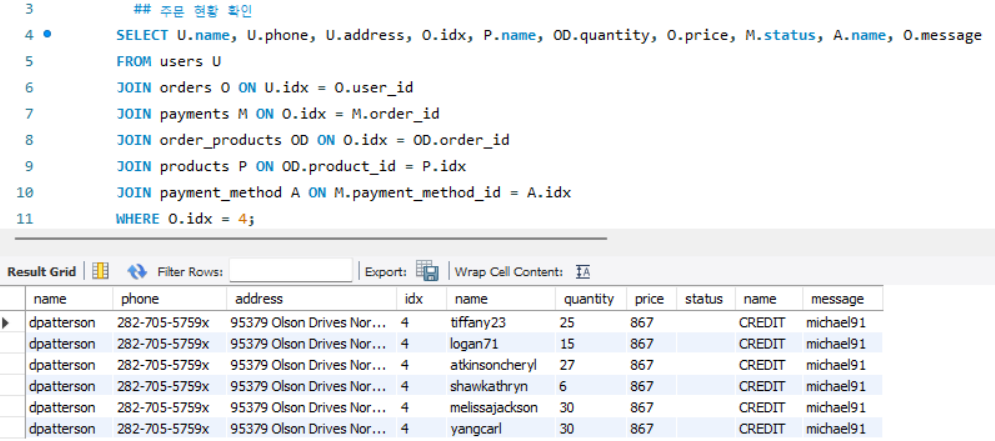 3 ## 주문 현황 확인
4 SELECT U.name, U.phone, U.address, O.idx, P.name, OD.quantity, O.price, M.status, A.name, O.message
5 FROM users U
6 JOIN orders O ON U.idx = O.user_id
7 JOIN payments M ON O.idx = M.order_id
8 JOIN order_products OD ON O.idx = OD.order_id
9 JOIN products P ON OD.product_id = P.idx
10 JOIN payment_method A ON M.payment_method_id = A.idx
11 WHERE O.idx = 4;
Result Grid Filter Rows: Export: Wrap Cell Content: IA
name phone address idx name quantity price status name message
dpatterson 282-705-5759x 95379 Olson Drives Nor... 4 tiffany23 25 867 CREDIT michael91
dpatterson 282-705-5759x 95379 Olson Drives Nor... 4 logan71 15 867 CREDIT michael91
dpatterson 282-705-5759x 95379 Olson Drives Nor... 4 atkinsoncheryl 27 867 CREDIT michael91
dpatterson 282-705-5759x 95379 Olson Drives Nor... 4 shawkathryn 6 867 CREDIT michael91
dpatterson 282-705-5759x 95379 Olson Drives Nor... 4 melissajackson 30 867 CREDIT michael91
dpatterson 282-705-5759x 95379 Olson Drives Nor... 4 yangcarl 30 867 CREDIT michael91